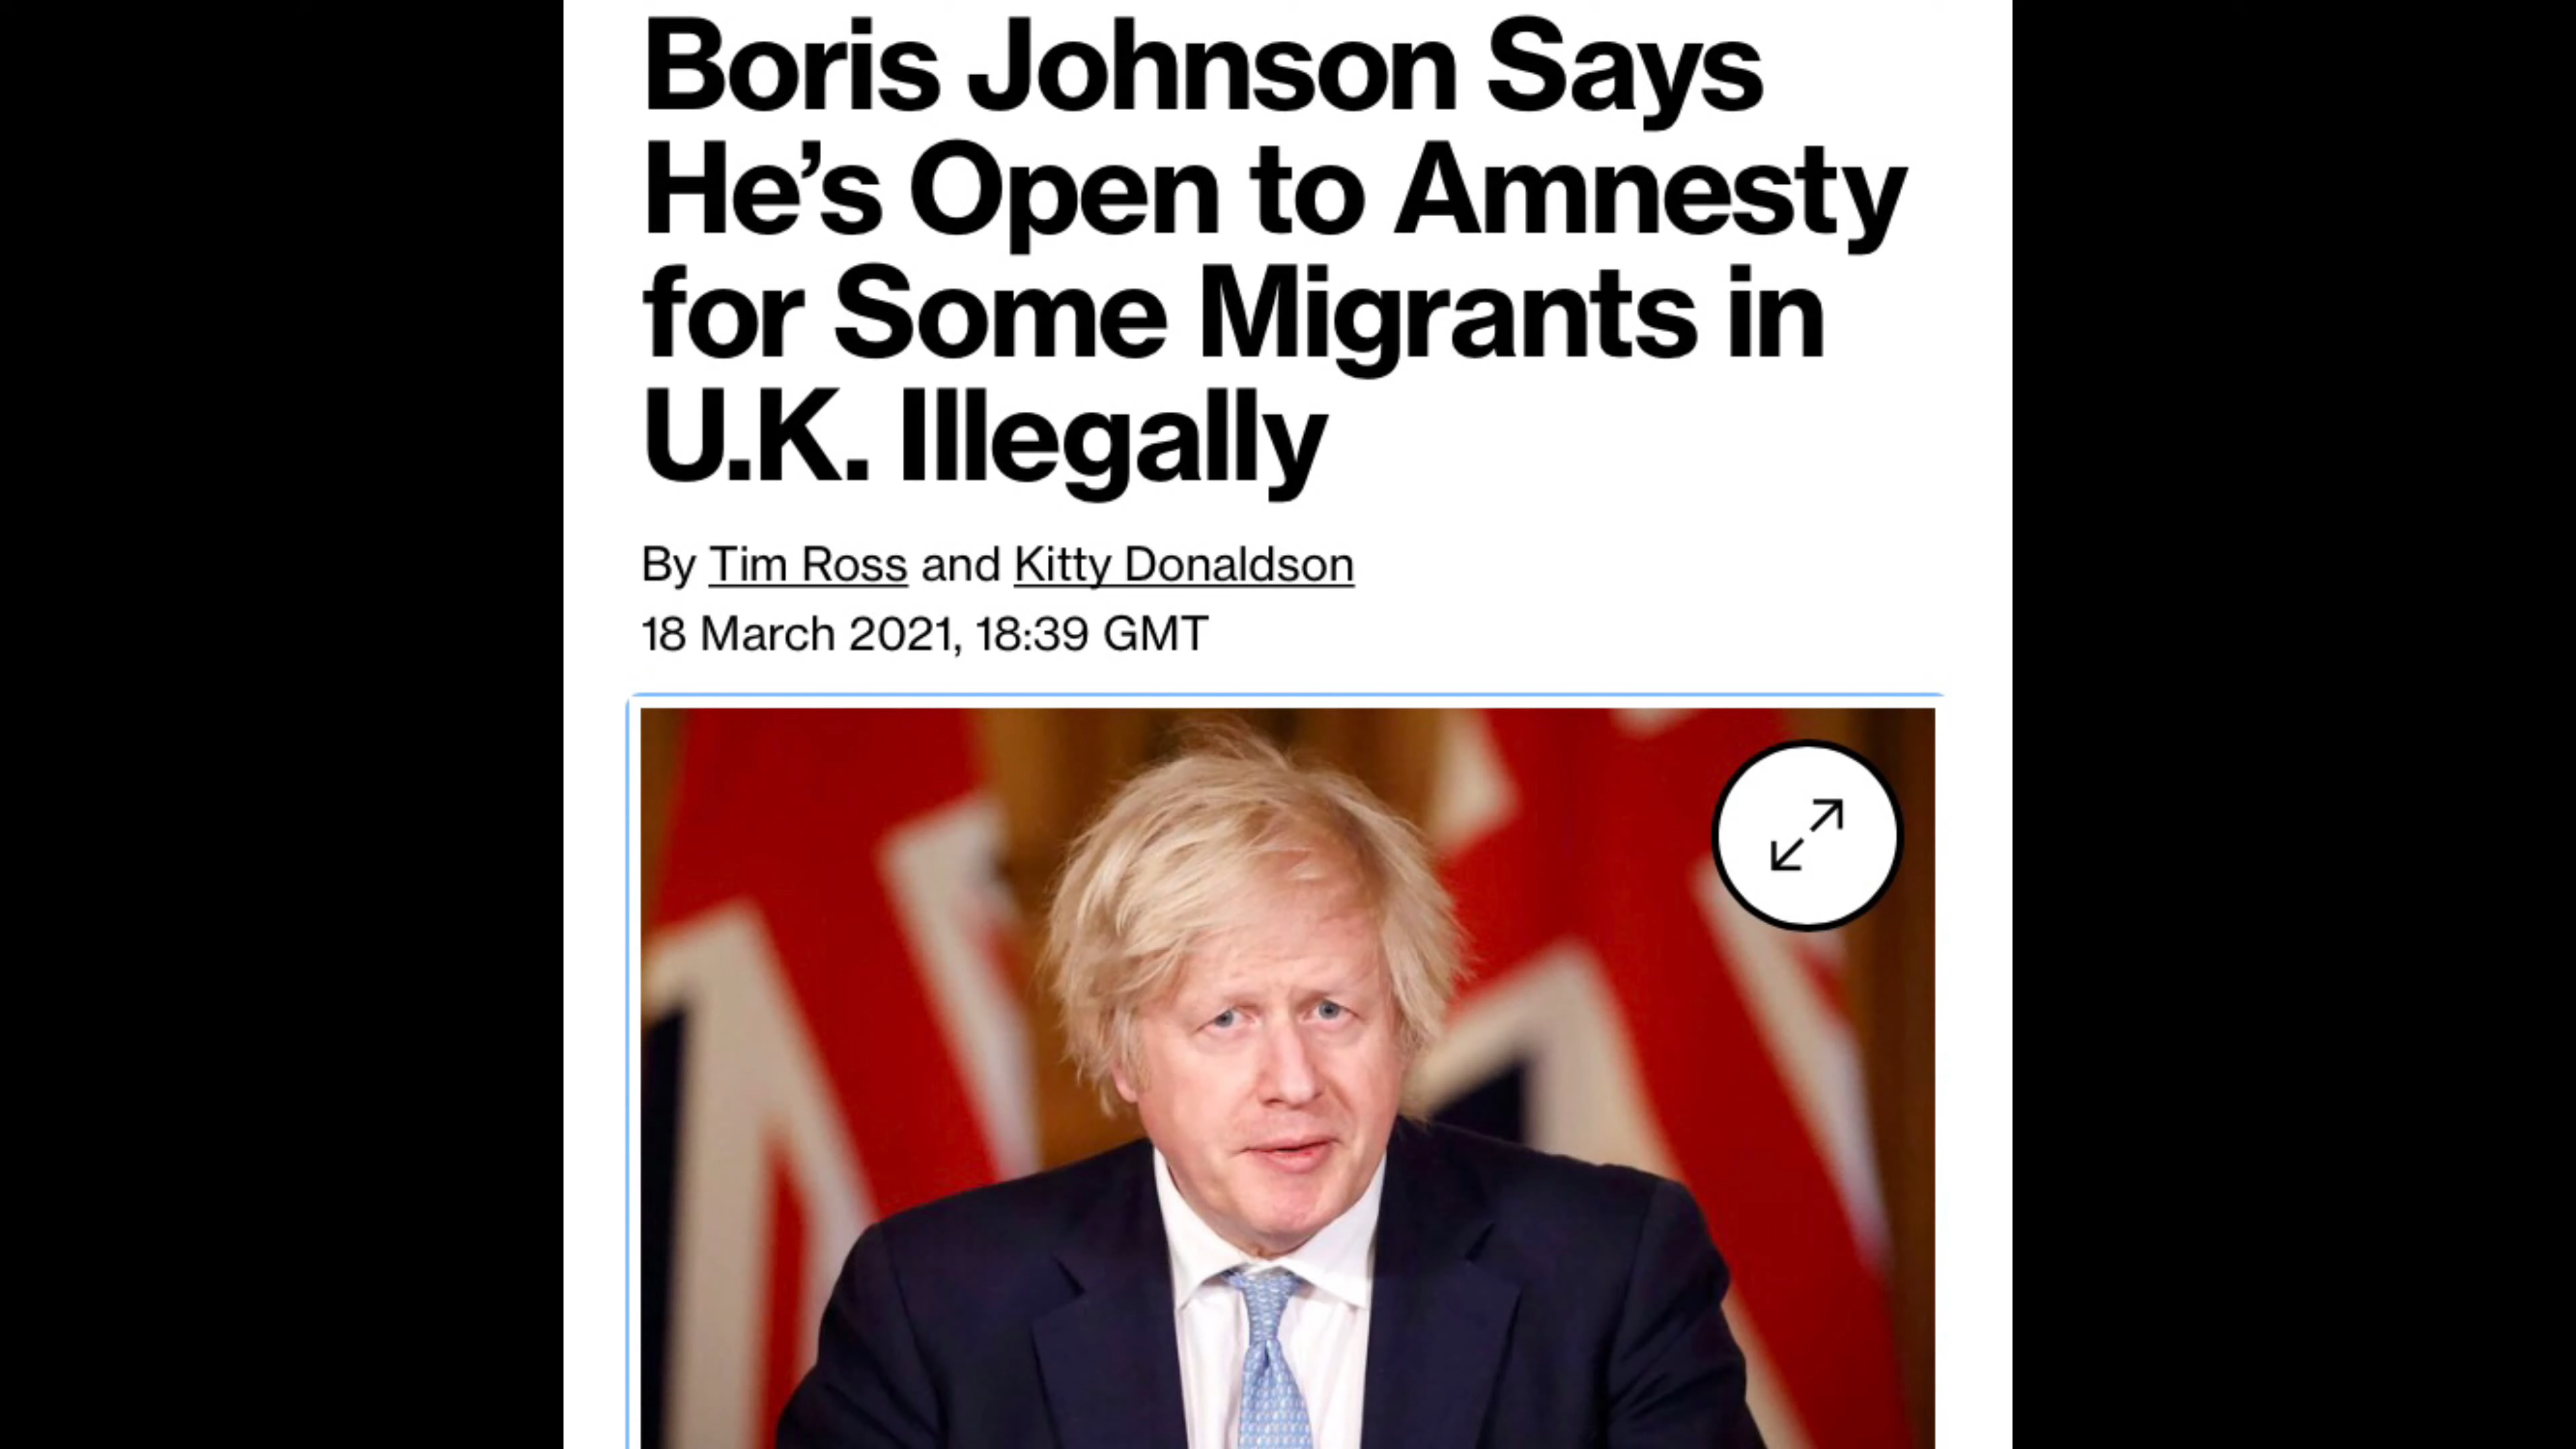 Boris Johnson Says
He’s Open to Amnesty
for Some Migrants in
U.K. Illegally
By Tim Ross and Kitty Donaldson
18 March 2021, 18:39 GMT